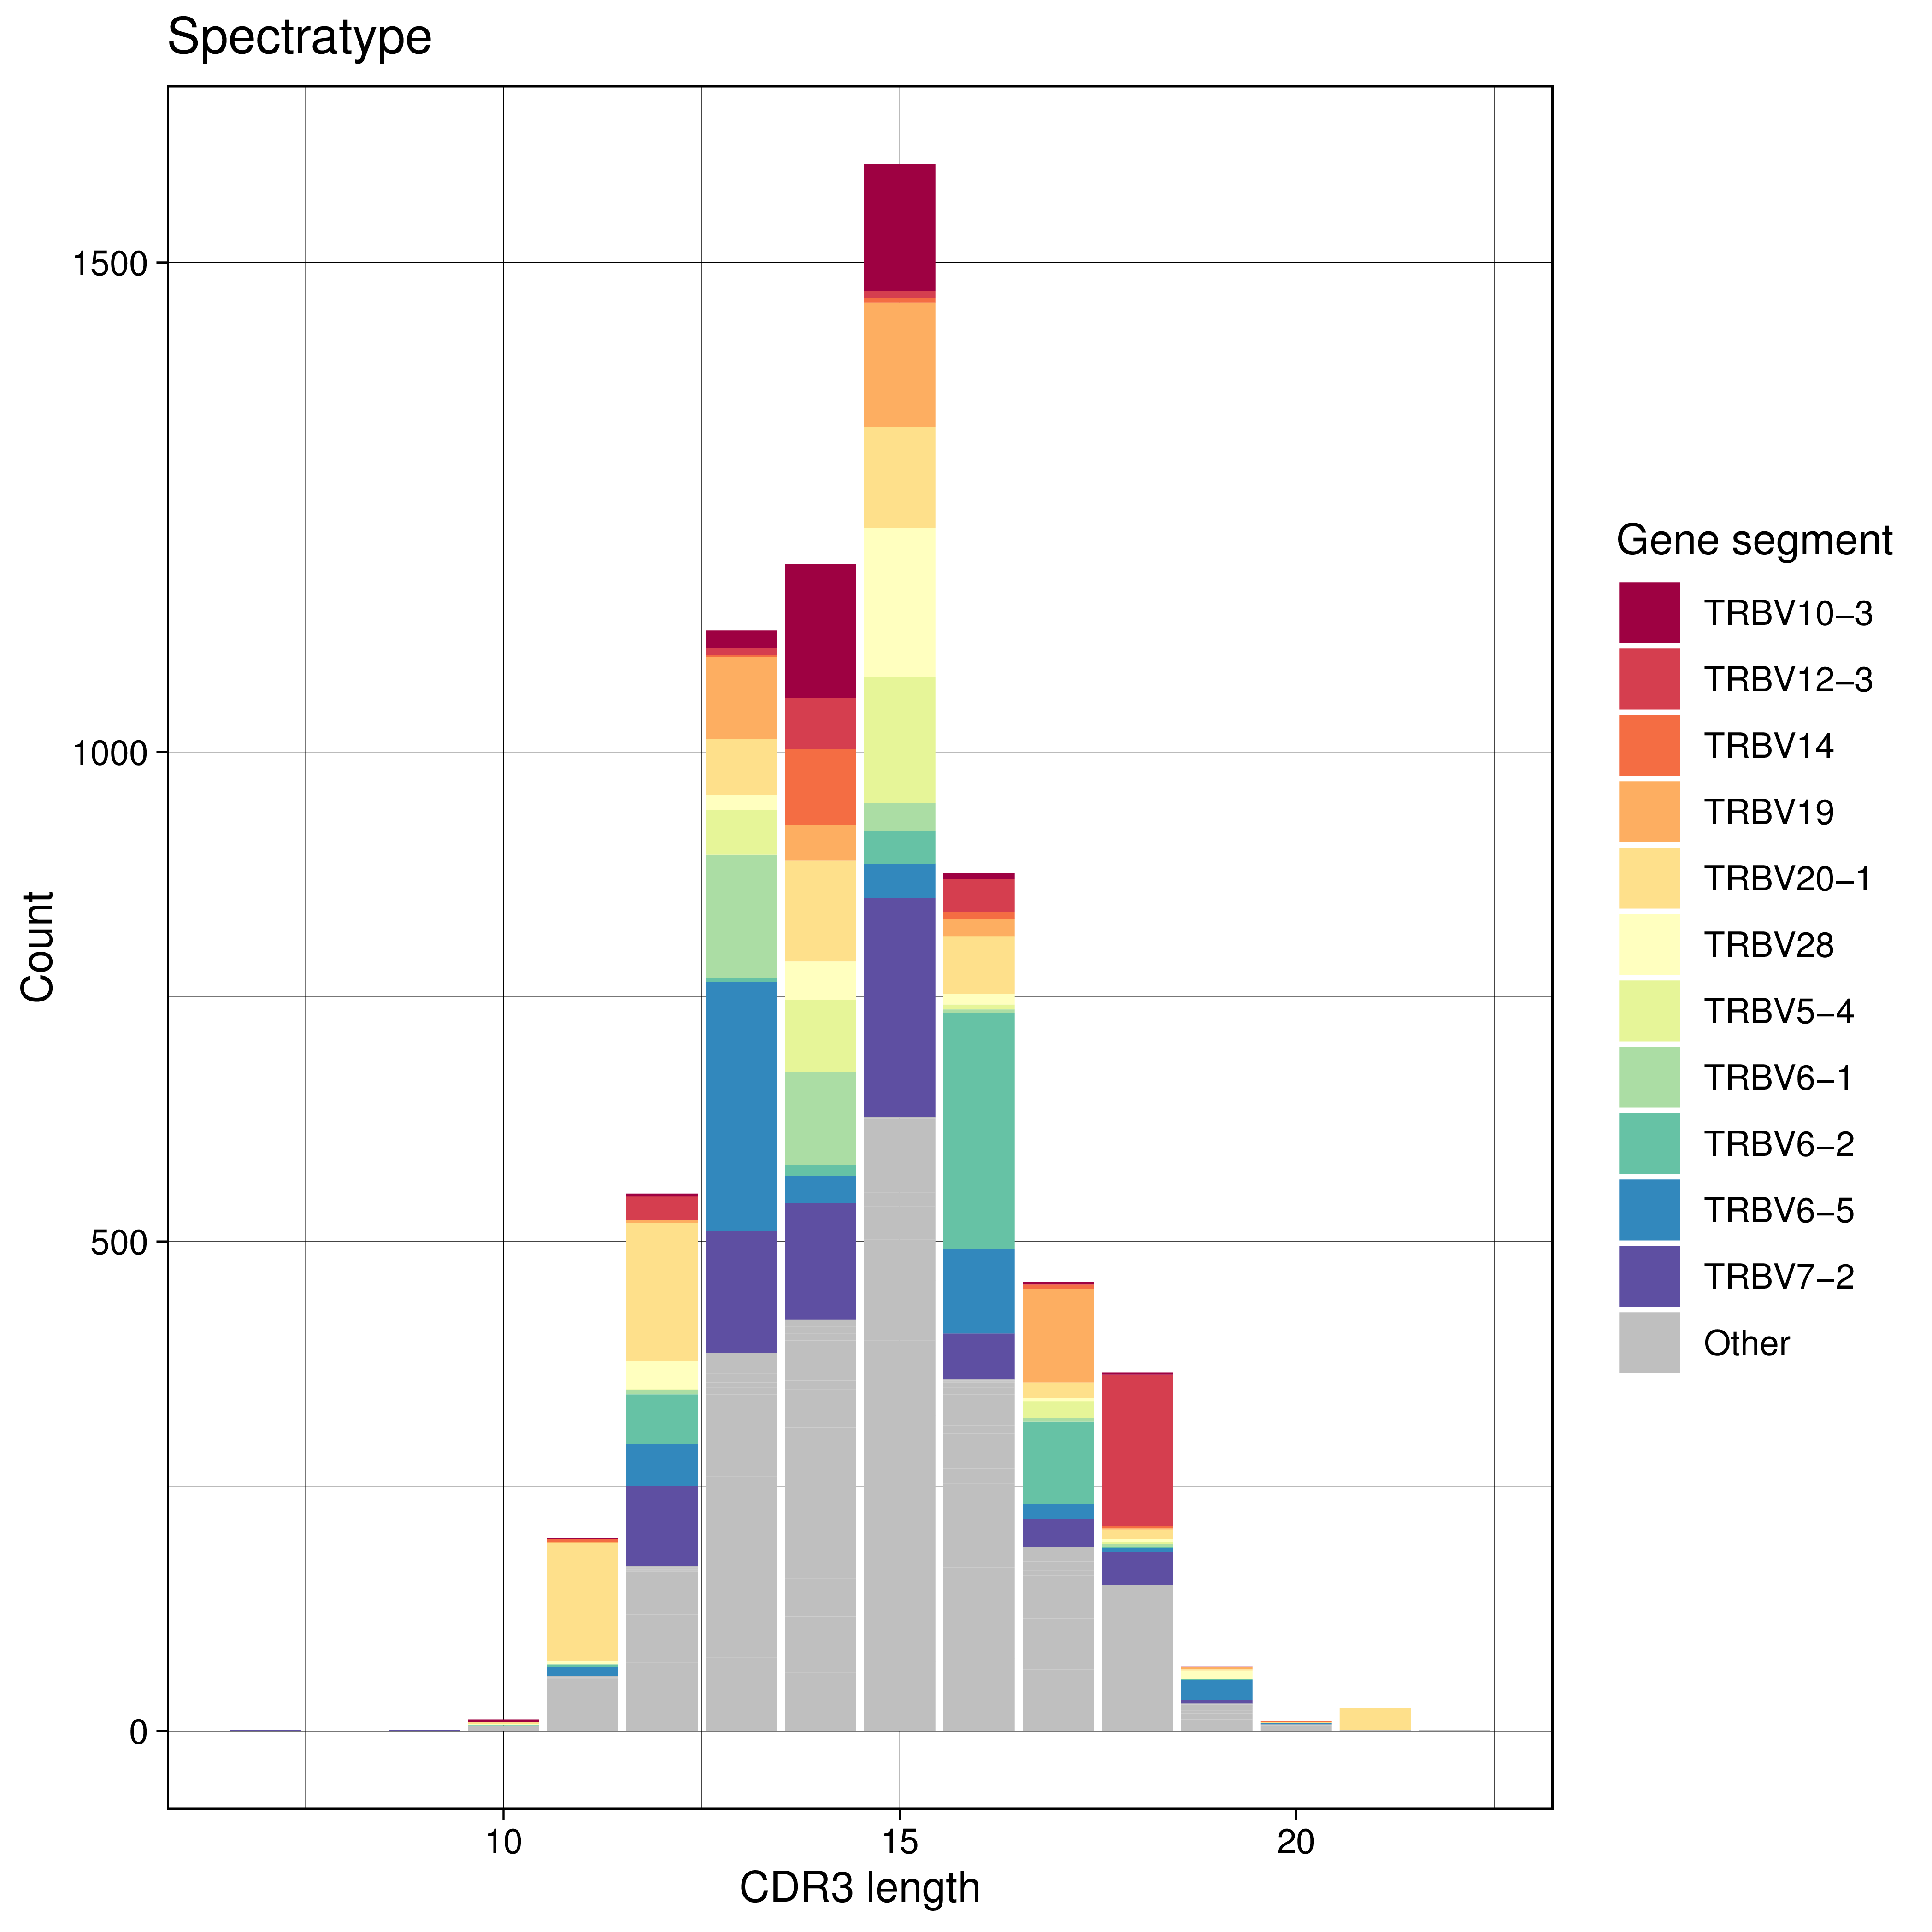 Spectratype
1500
1000
500
0
Count
10
15
20
CDR3 length
Gene segment
TRBV10−3
TRBV12−3
TRBV14
TRBV19
TRBV20−1
TRBV28
TRBV5−4
TRBV6−1
TRBV6−2
TRBV6−5
TRBV7−2
Other